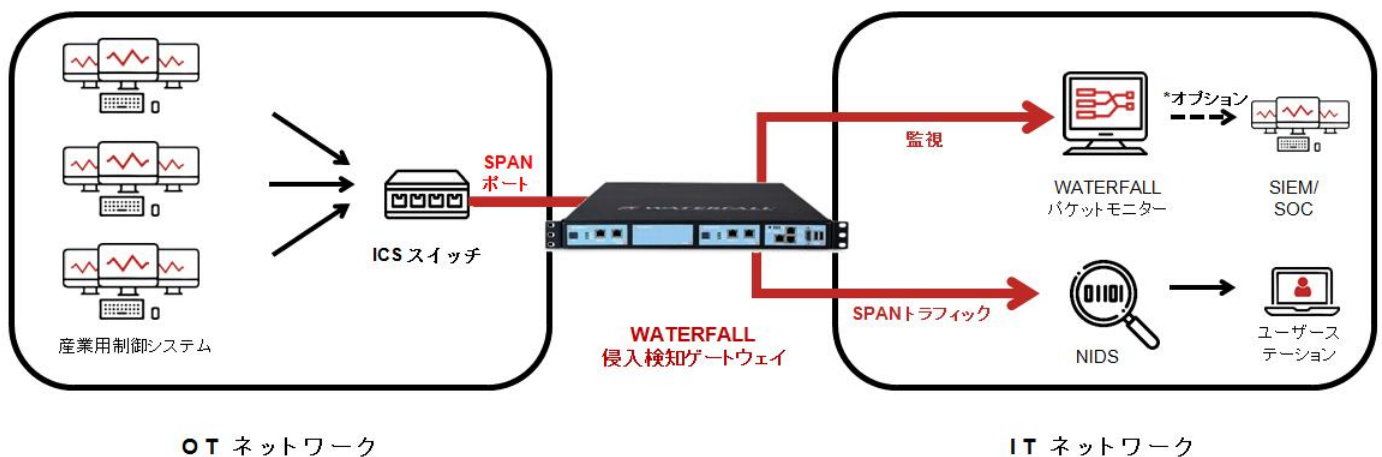 産業用制御システム
ICS スイッチ
SPAN
ポート
WATERFALL
WATERFALL
侵入検知ゲートウェイ
監視
WATERFALL
パケットモニター
*オプション
SIEM/
SOC
SPANトラフィック
01101
NIDS
ユーザース
テーション
OT ネットワーク
IT ネットワーク